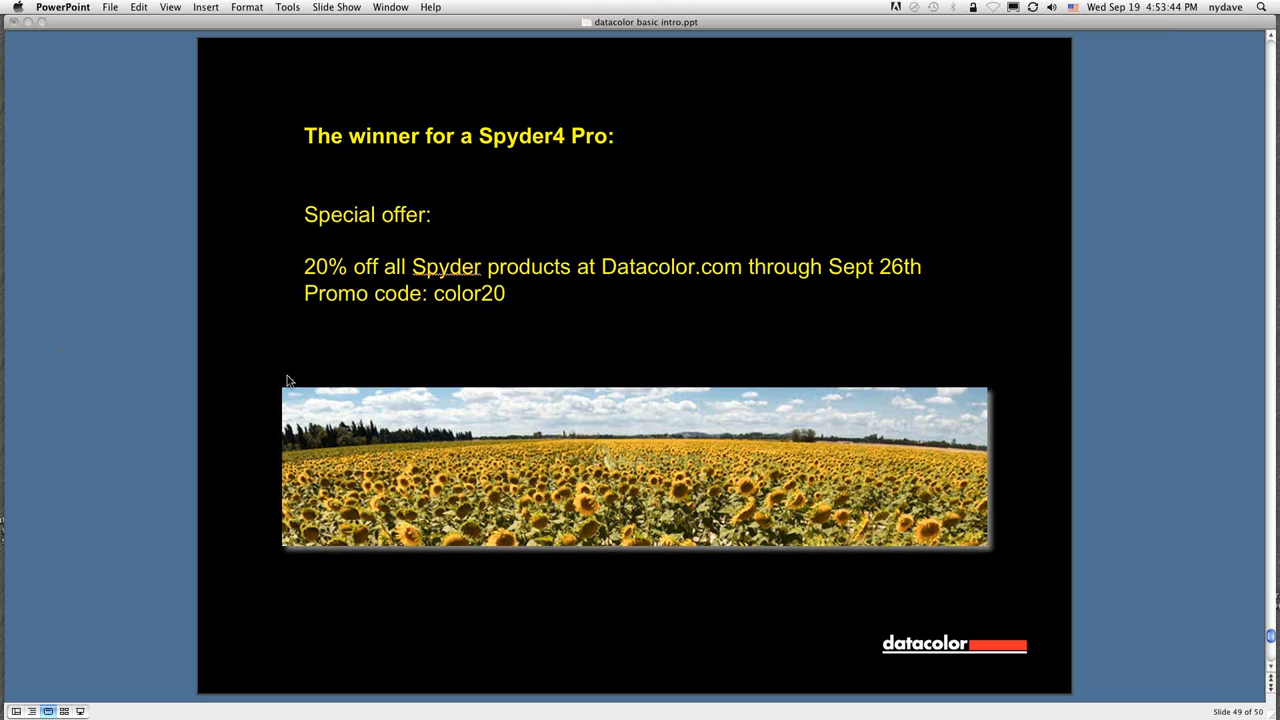 PowerPoint File Edit View Insert Format Tools Slide Show Window Help Wed Sep 19 4:53:44 PM nydave
datacolor basic intro.ppt
The winner for a Spyder4 Pro:
Special offer:
20% off all Spyder products at Datacolor.com through Sept 26th
Promo code: color20
datacolor
Slide 49 of 50